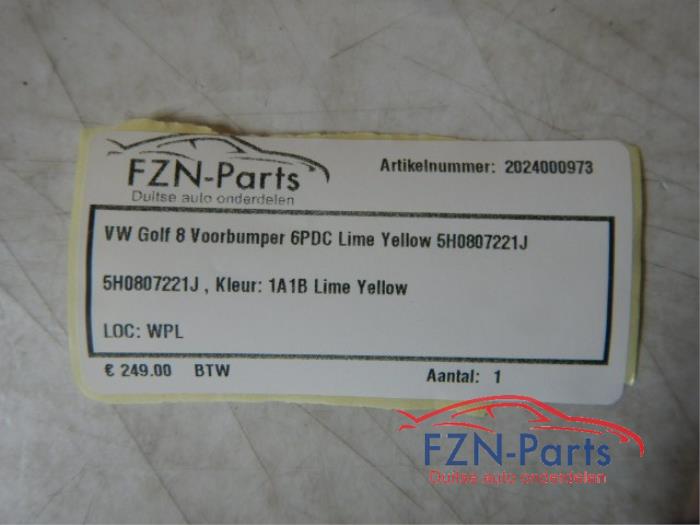 FZN-Parts
Duitse auto onderdelen
Artikelnummer: 2024000973
VW Golf 8 Voorbumper 6PDC Lime Yellow 5H0807221J
5H0807221J , Kleur: 1A1B Lime Yellow
LOC: WPL
€ 249.00 BTW
Aantal: 1
FZN-Parts
Duitse auto onderdelen